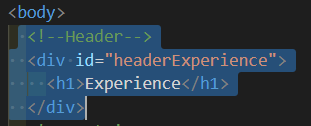 <body>
<!--Header-->
<div id="headerExperience">
<h1>Experience</h1>
</div>